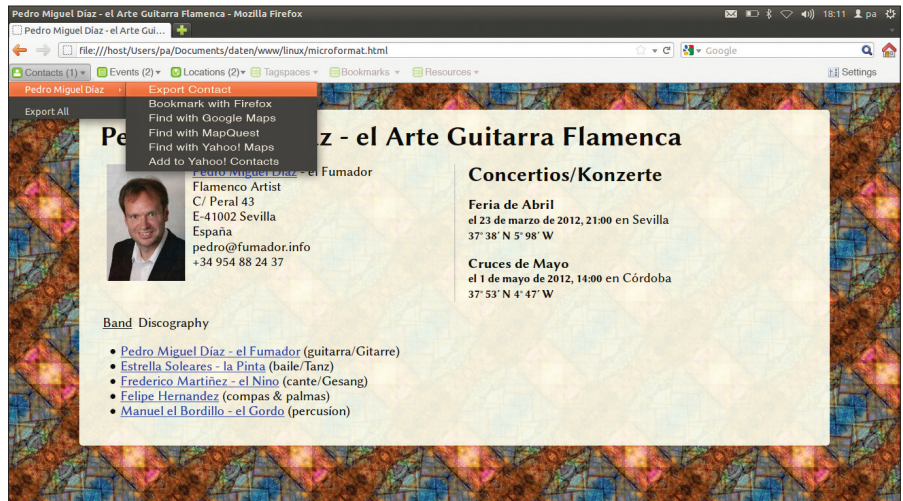 Pedro Miguel Díaz - el Arte Guitarra Flamenca - Mozilla Firefox
18:11 pa
Pedro Miguel Díaz - el Arte Gui...
file:///host/Users/pa/Documents/daten/www/linux/microformat.html
Google
Contacts (1) Events (2) Locations (2) Tagspaces Bookmarks Resources Settings
Pedro Miguel Díaz
Export All
Export Contact
Bookmark with Firefox
Find with Google Maps
Find with MapQuest
Find with Yahoo! Maps
Add to Yahoo! Contacts
Pe z - el Arte Guitarra Flamenca
Pedro Miguel Díaz - el Fumador
Flamenco Artist
C/ Peral 43
E-41002 Sevilla
España
pedro@fumador.info
+34 954 88 24 37
Concertios/Konzerte
Feria de Abril
el 23 de marzo de 2012, 21:00 en Sevilla
37° 38′ N 5° 98′ W
Cruces de Mayo
el 1 de mayo de 2012, 14:00 en Córdoba
37° 53′ N 4° 47′ W
Band Discography
• Pedro Miguel Díaz - el Fumador (guitarra/Gitarre)
• Estrella Soleares - la Pinta (baile/Tanz)
• Frederico Martiñez - el Nino (cante/Gesang)
• Felipe Hernandez (compas & palmas)
• Manuel el Bordillo - el Gordo (percusíon)